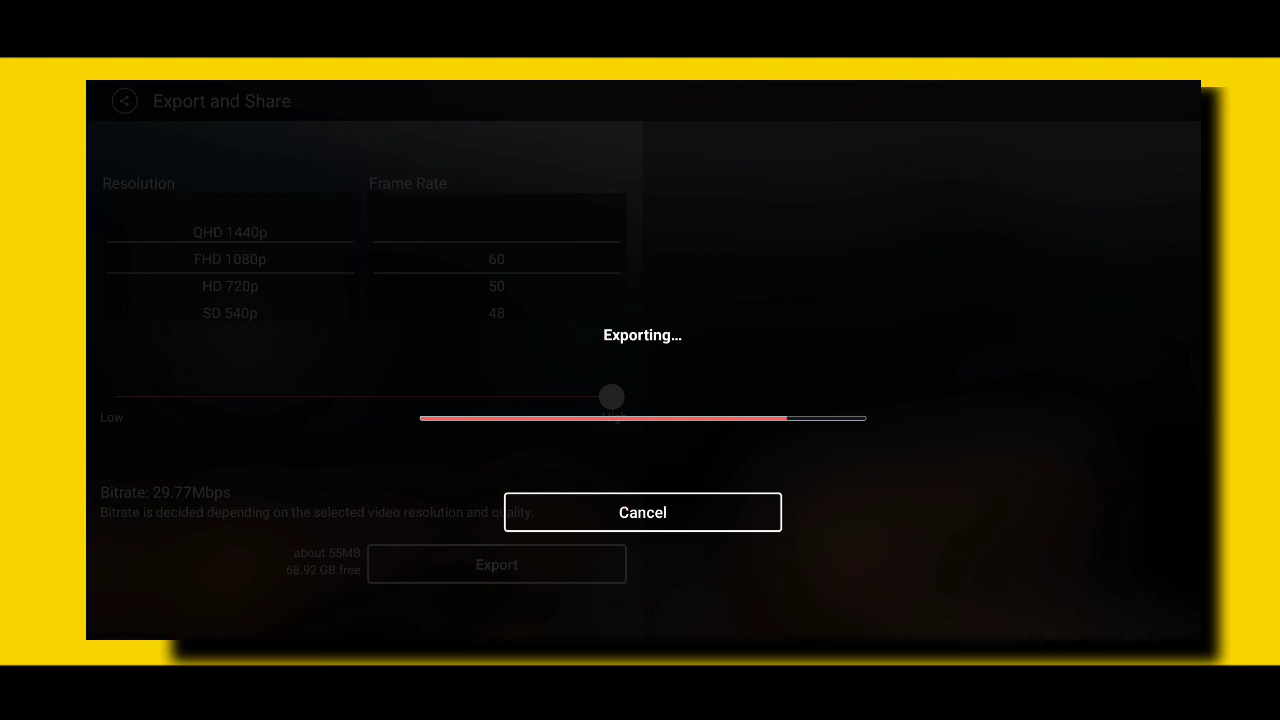 Export and Share
Resolution
Frame Rate
QHD 1440p
FHD 1080p
60
HD 720p
50
SD 540p
48
Exporting...
Low
High
Bitrate: 29.77Mbps
Bitrate is decided depending on the selected video resolution and quality.
Cancel
about 55MB
68.92 GB free
Export